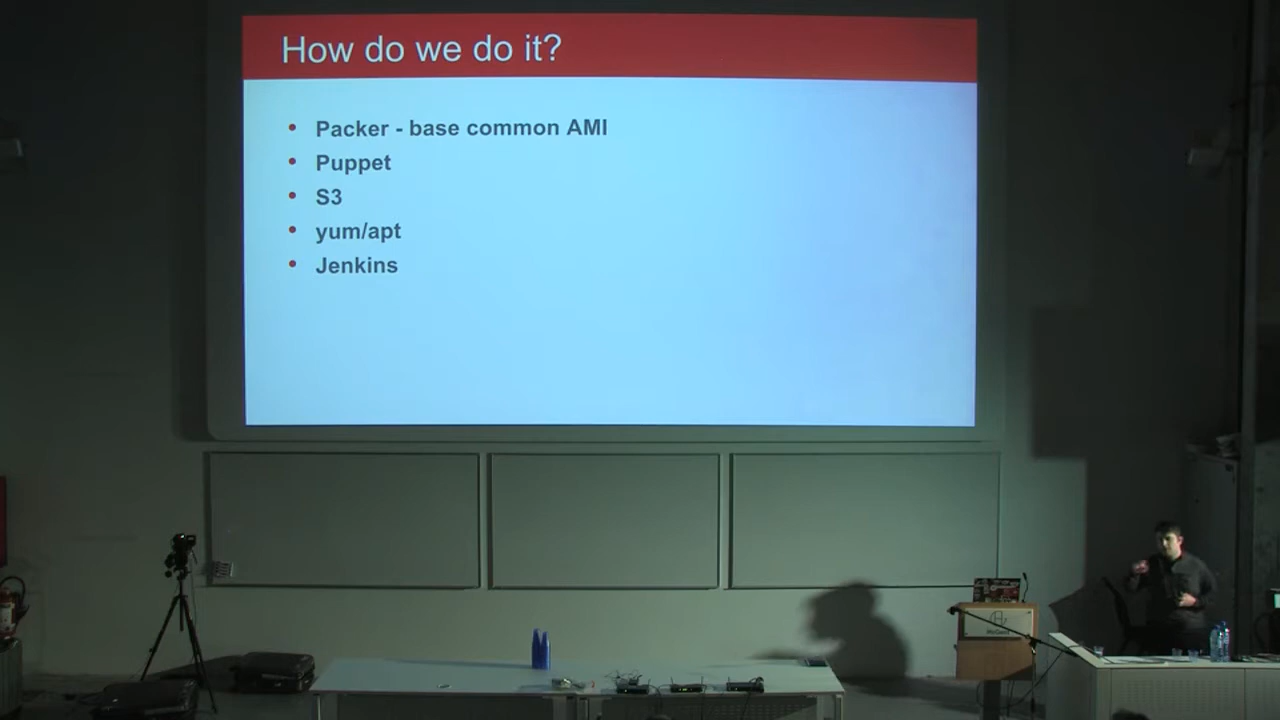 How do we do it?
• Packer - base common AMI
• Puppet
• S3
• yum/apt
• Jenkins